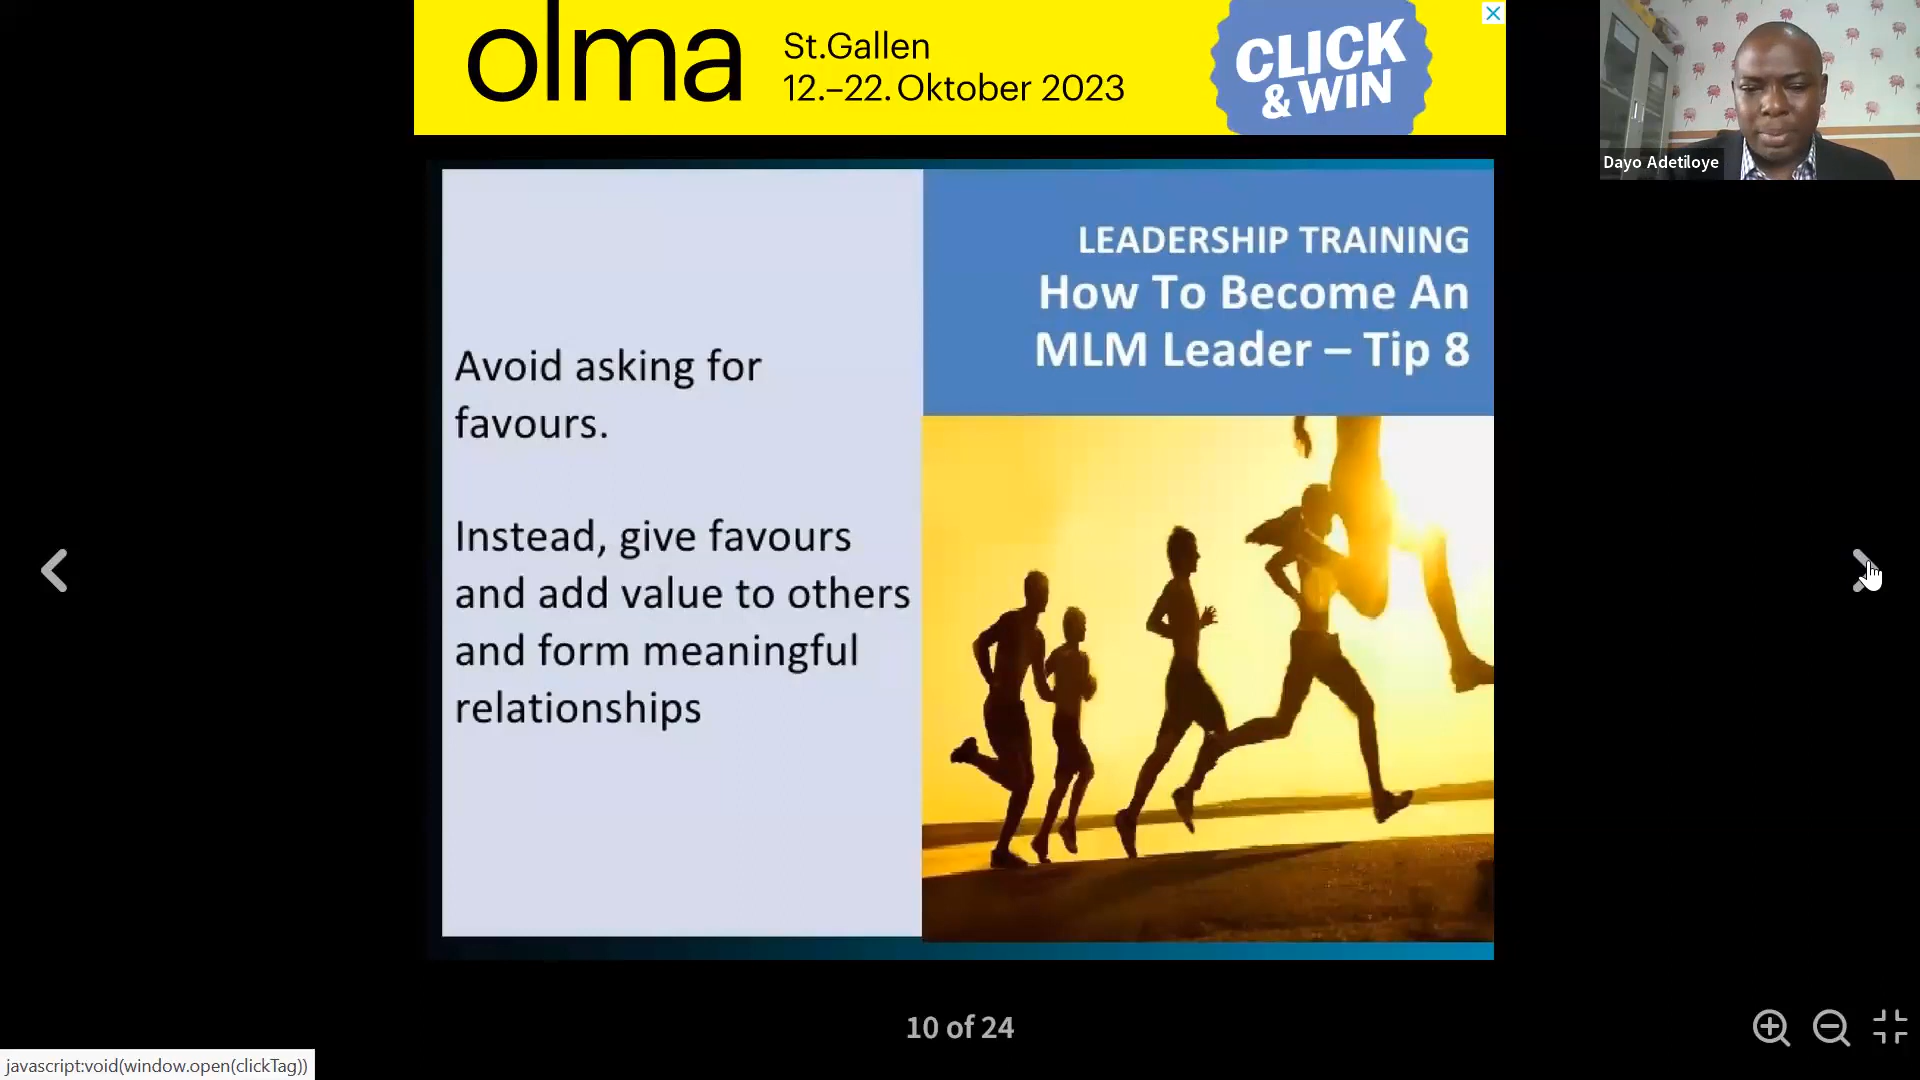 olma
St.Gallen
12.–22. Oktober 2023
CLICK
& WIN
Dayo Adetiloye
LEADERSHIP TRAINING
How To Become An
MLM Leader – Tip 8
Avoid asking for
favours.
Instead, give favours
and add value to others
and form meaningful
relationships
10 of 24
javascript:void(window.open(clickTag))